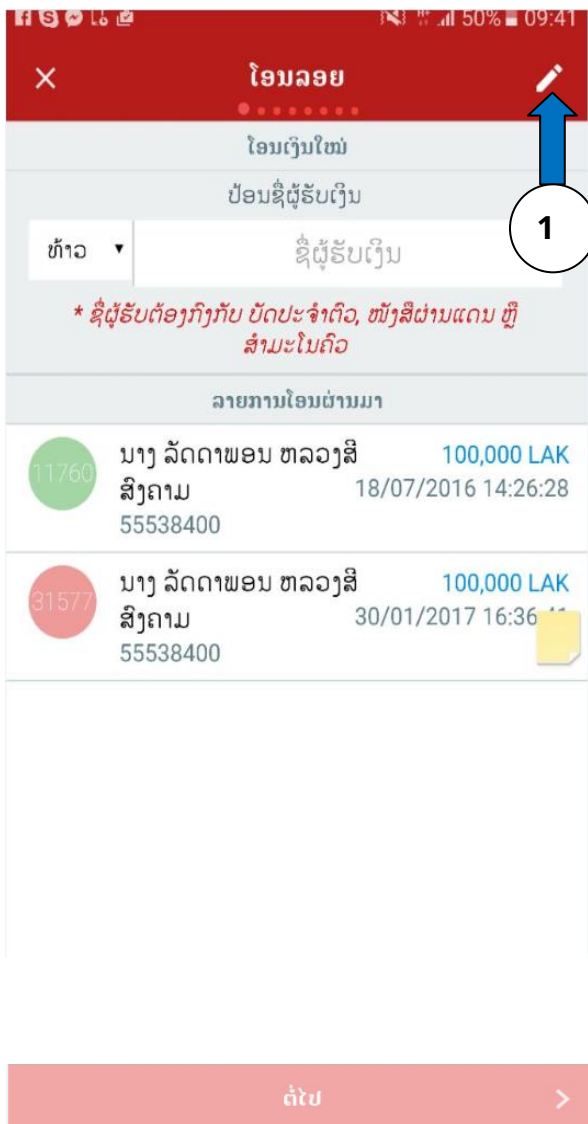 50% 09:41
ໂອນລອຍ
ໂອນເງິນໃໝ່
ປ້ອນຊື່ຜູ້ຮັບເງິນ
1
ທ້າວ ຊື່ຜູ້ຮັບເງິນ
* ຊື່ຜູ້ຮັບຕ້ອງກົງກັບ ບັດປະຈຳຕົວ, ໜັງສືຜ່ານແດນ ຫຼື
ສຳມະໂນຄົວ
ລາຍການໂອນຜ່ານມາ
11760
ນາງ ລັດດາພອນ ຫລວງສີ 100,000 LAK
ສົງຄາມ 18/07/2016 14:26:28
55538400
31577
ນາງ ລັດດາພອນ ຫລວງສີ 100,000 LAK
ສົງຄາມ 30/01/2017 16:36
55538400
ຕໍ່ໄປ